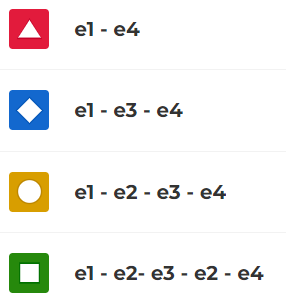 e1 - e4
e1 - e3 - e4
e1 - e2 - e3 - e4
e1 - e2- e3 - e2 - e4